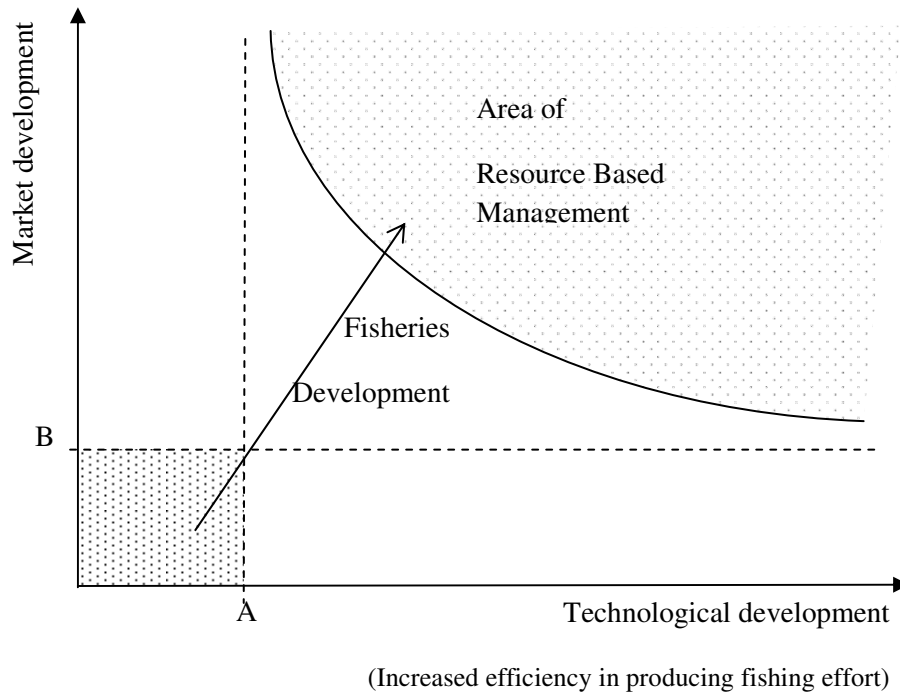 Market development
Area of
Resource Based
Management
Fisheries
Development
B
A
Technological development
(Increased efficiency in producing fishing effort)